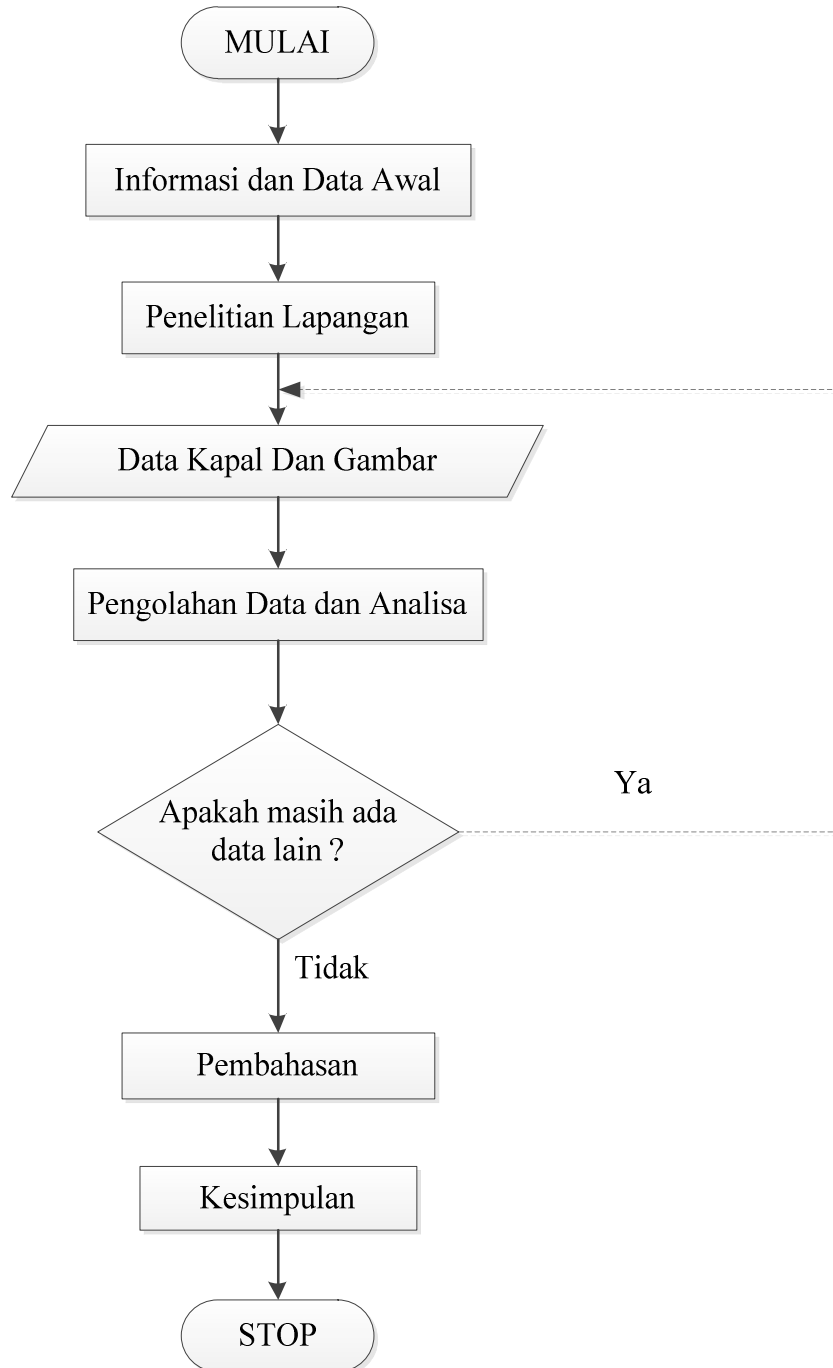 MULAI
Informasi dan Data Awal
Penelitian Lapangan
Data Kapal Dan Gambar
Pengolahan Data dan Analisa
Apakah masih ada
data lain ?
Ya
Tidak
Pembahasan
Kesimpulan
STOP